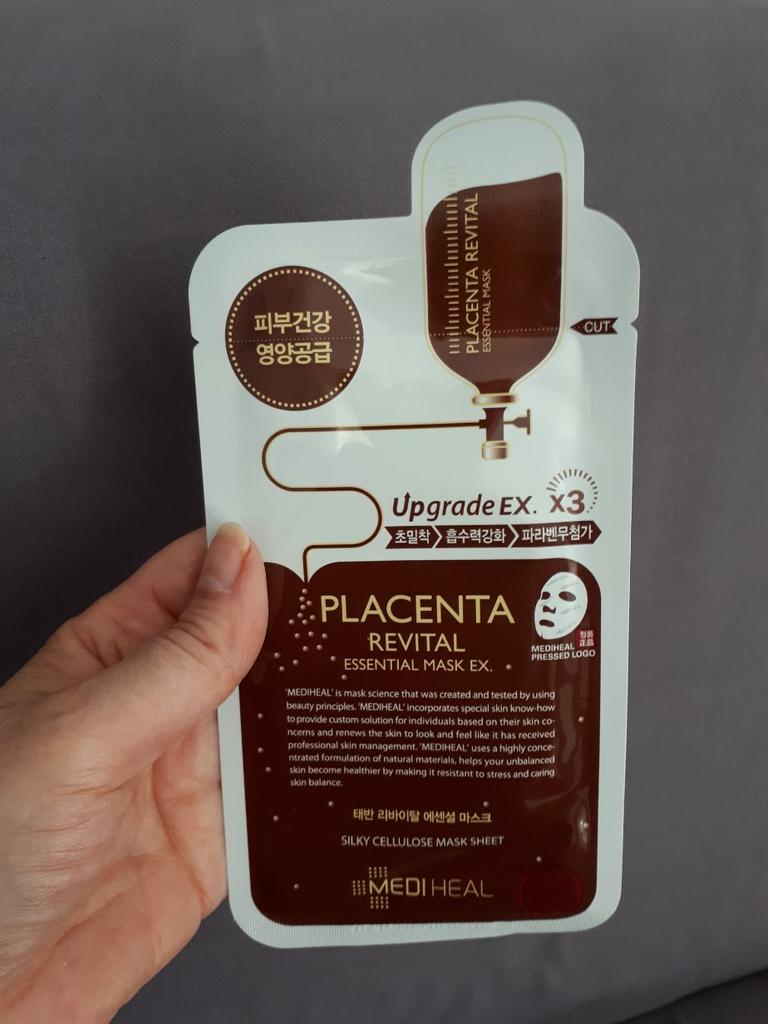 PLACENTA REVITAL
ESSENTIAL MASK
피부건강
영양공급
CUT
Upgrade EX. x3
초밀착 흡수력강화 파라벤무첨가
PLACENTA
REVITAL
ESSENTIAL MASK EX.
정품
正品
MEDIHEAL
PRESSED LOGO
'MEDIHEAL' is mask science that was created and tested by using
beauty principles. 'MEDIHEAL' incorporates special skin know-how
to provide custom solution for individuals based on their skin co-
ncerns and renews the skin to look and feel like it has received
professional skin management. 'MEDIHEAL' uses a highly conce-
ntrated formulation of natural materials, helps your unbalanced
skin become healthier by making it resistant to stress and caring
skin balance.
태반 리바이탈 에센셜 마스크
SILKY CELLULOSE MASK SHEET
MEDIHEAL